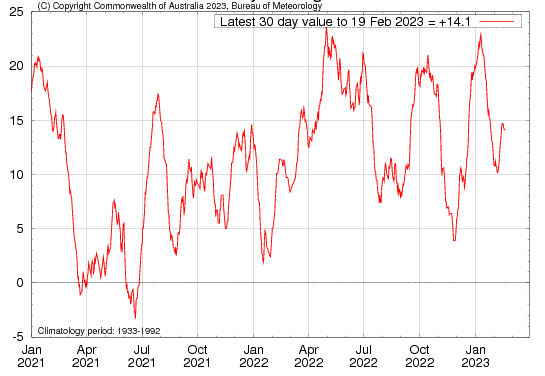 (C) Copyright Commonwealth of Australia 2023, Bureau of Meteorology
Latest 30 day value to 19 Feb 2023 = +14.1
25
20
15
10
5
0
-5
Climatology period: 1933-1992
Jan Apr Jul Oct Jan Apr Jul Oct Jan
2021 2021 2021 2021 2022 2022 2022 2022 2023